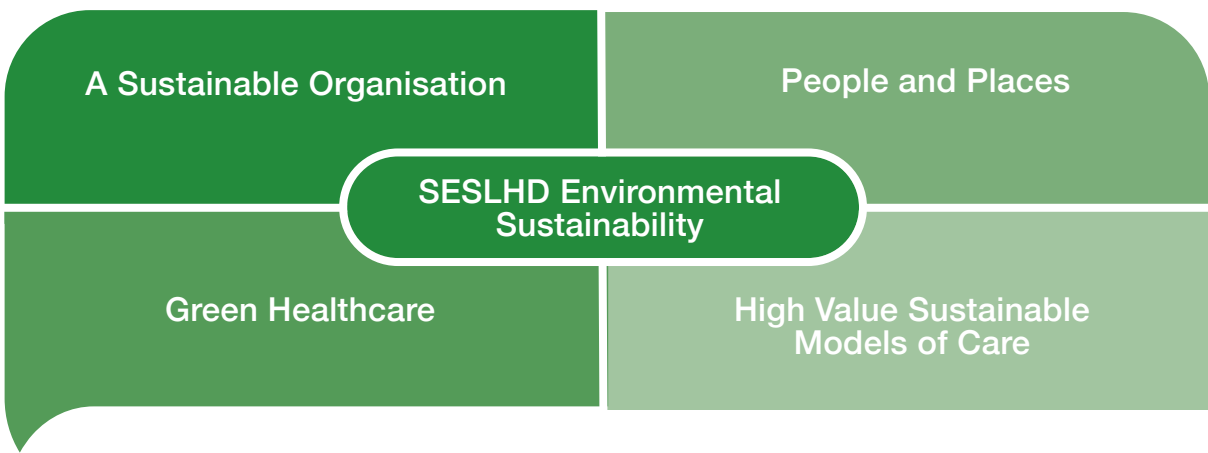 A Sustainable Organisation
People and Places
SESLHD Environmental
Sustainability
Green Healthcare
High Value Sustainable
Models of Care